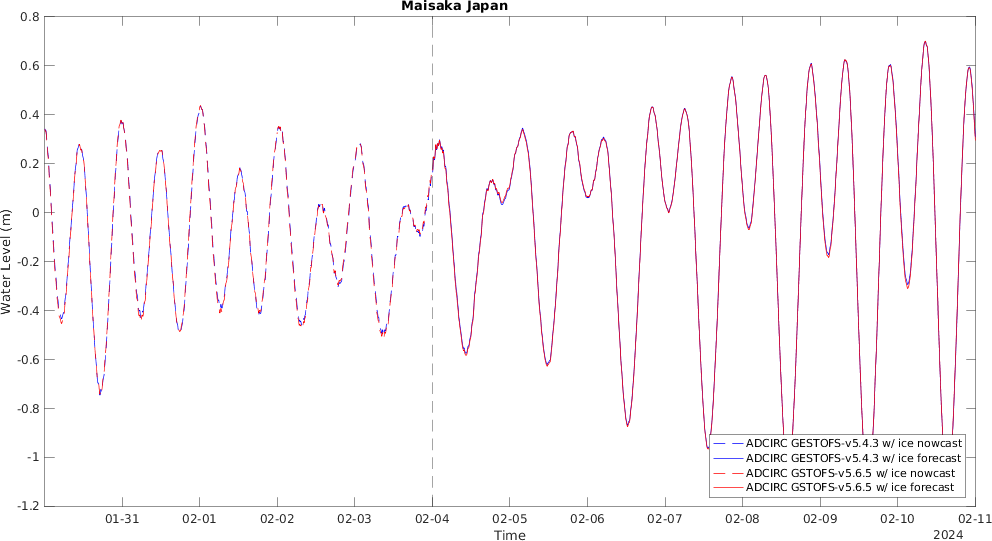 Maisaka Japan
0.8
0.6
0.4
0.2
0
-0.2
-0.4
-0.6
-0.8
-1
-1.2
Water Level (m)
ADCIRC GESTOFS-v5.4.3 w/ ice nowcast
ADCIRC GESTOFS-v5.4.3 w/ ice forecast
ADCIRC GSTOFS-v5.6.5 w/ ice nowcast
ADCIRC GSTOFS-v5.6.5 w/ ice forecast
01-31 02-01 02-02 02-03 02-04 02-05 02-06 02-07 02-08 02-09 02-10 02-11
Time
2024